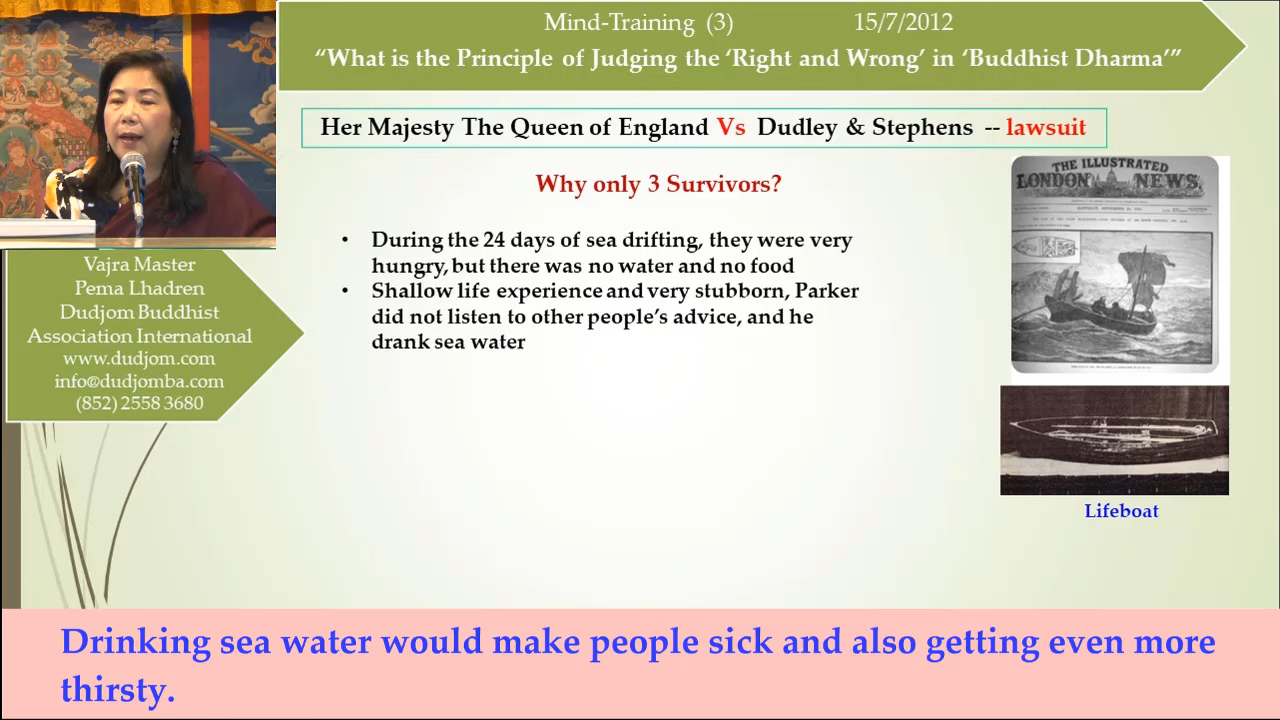 Mind-Training (3) 15/7/2012
“What is the Principle of Judging the ‘Right and Wrong’ in ‘Buddhist Dharma’”
Her Majesty The Queen of England Vs Dudley & Stephens -- lawsuit
Why only 3 Survivors?
• During the 24 days of sea drifting, they were very
hungry, but there was no water and no food
• Shallow life experience and very stubborn, Parker
did not listen to other people’s advice, and he
drank sea water
THE ILLUSTRATED
LONDON NEWS
Lifeboat
Vajra Master
Pema Lhadren
Dudjom Buddhist
Association International
www.dudjom.com
info@dudjomba.com
(852) 2558 3680
Drinking sea water would make people sick and also getting even more
thirsty.